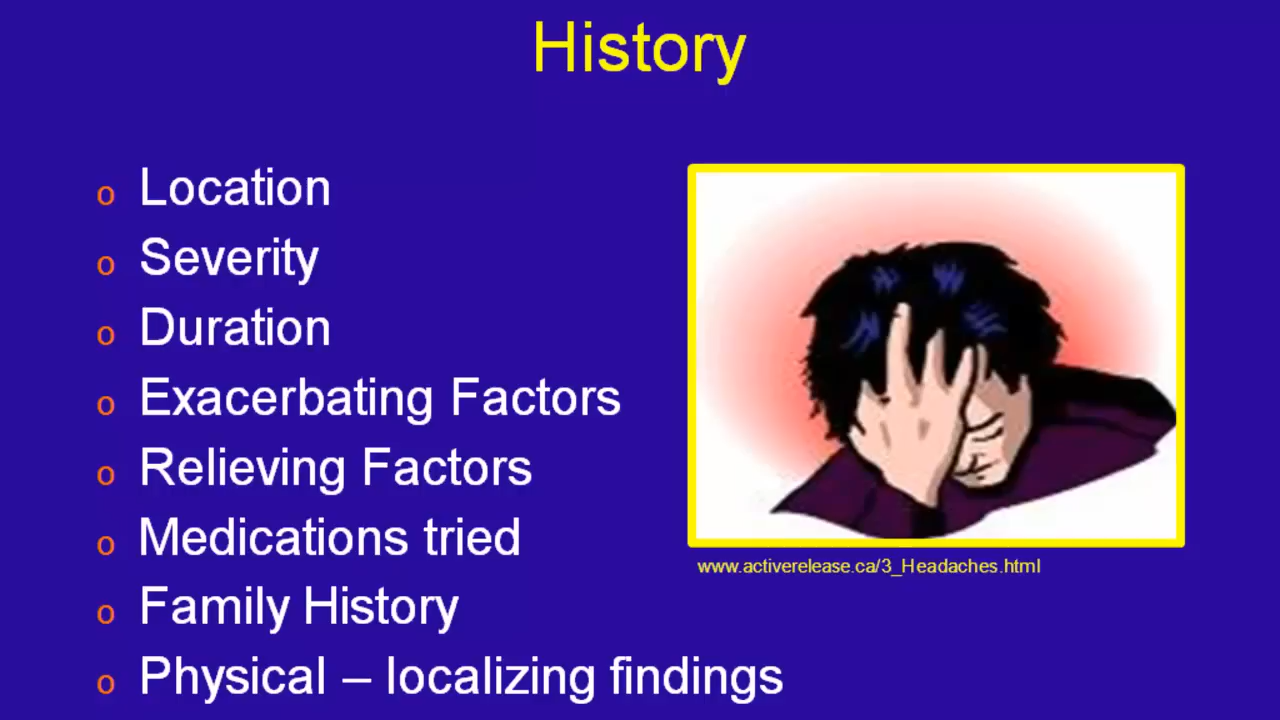 History
o Location
o Severity
o Duration
o Exacerbating Factors
o Relieving Factors
o Medications tried
www.activerelease.ca/3_Headaches.html
o Family History
o Physical – localizing findings